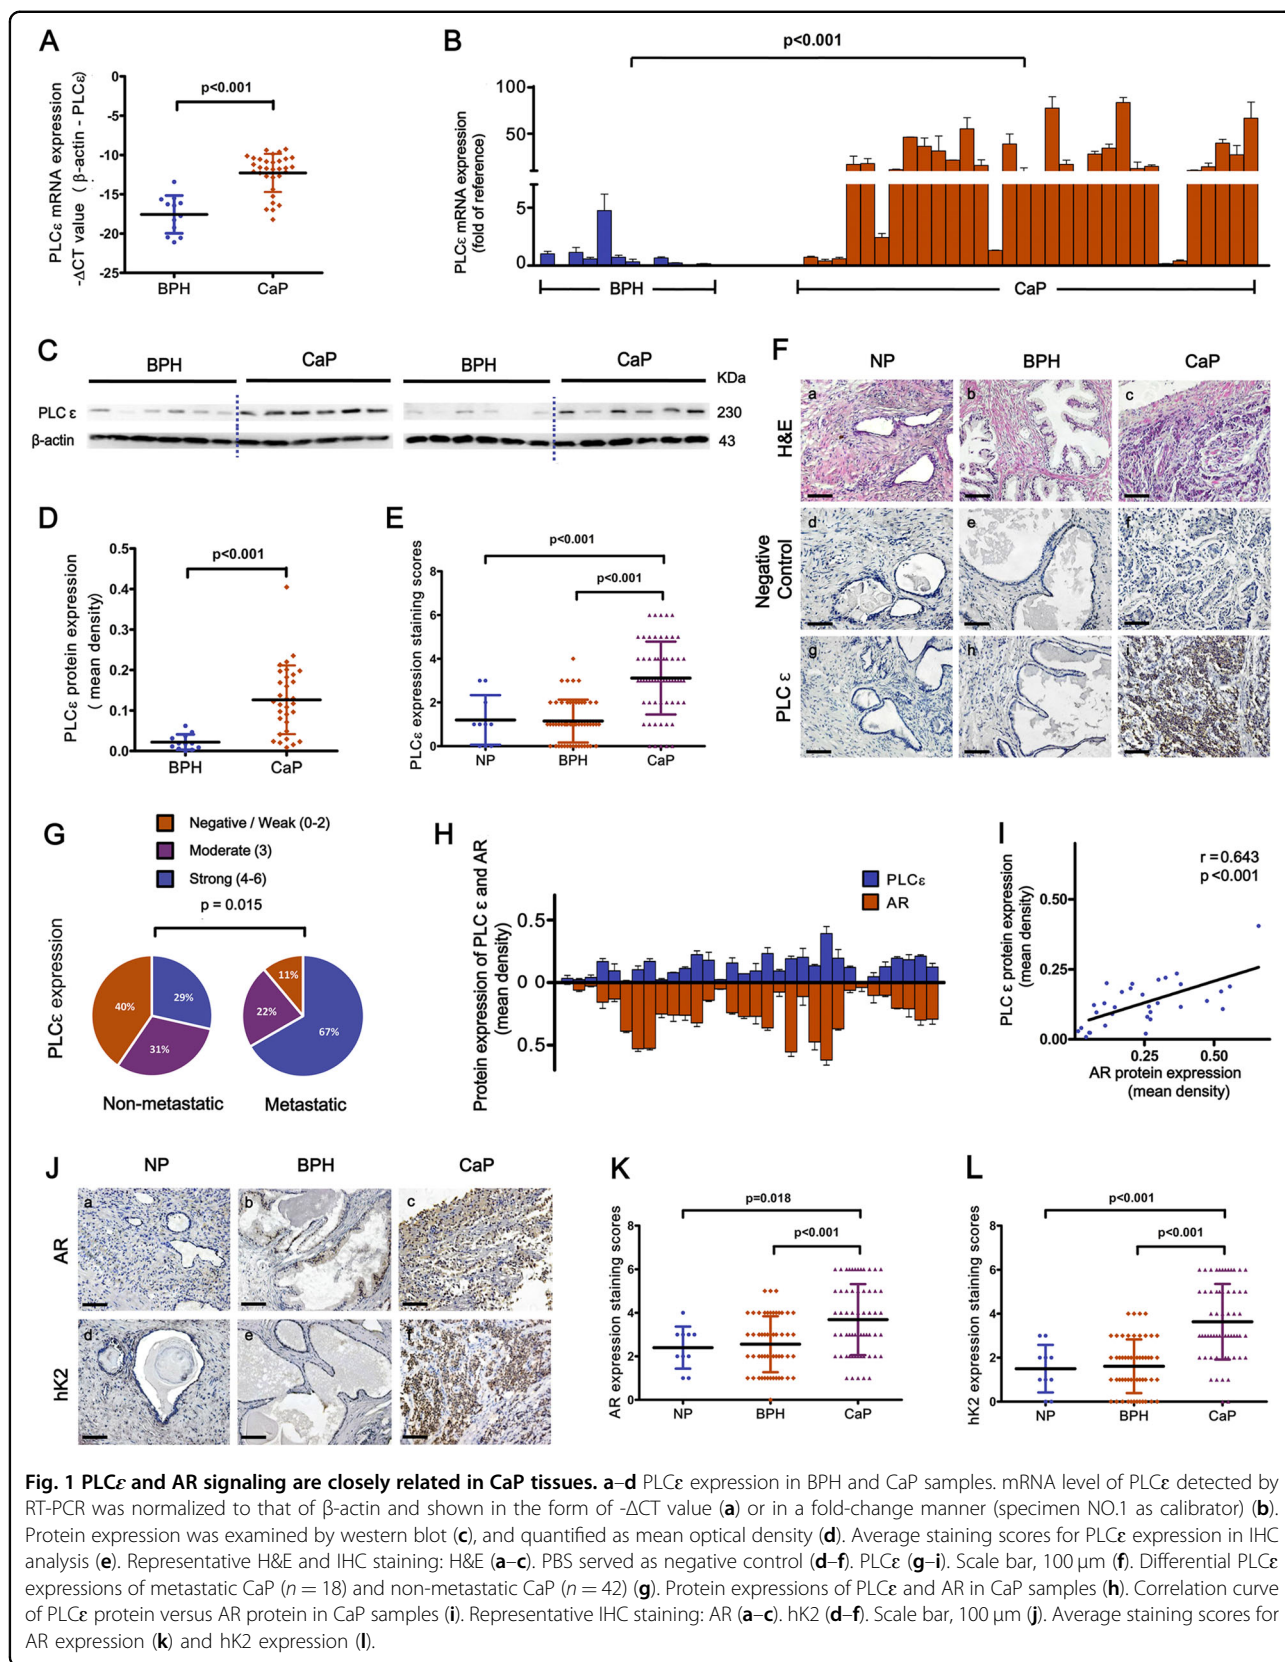 A
PLCε mRNA expression
-ΔCT value ( β-actin - PLCε)
0
-5
-10
-15
-20
-25
p<0.001
BPH
CaP
B
p<0.001
PLCε mRNA expression
(fold of reference)
100
50
5
0
BPH
CaP
C
BPH
CaP
BPH
CaP
KDa
PLC ε
230
β-actin
43
D
PLCε protein expression
( mean density)
0.5
0.4
0.3
0.2
0.1
0.0
p<0.001
BPH
CaP
E
PLCε expression staining scores
8
6
4
2
0
p<0.001
p<0.001
NP
BPH
CaP
F
NP
BPH
CaP
H&E
a
b
c
Negative
Control
d
e
f
PLC ε
g
h
i
G
Negative / Weak (0-2)
Moderate (3)
Strong (4-6)
p = 0.015
PLCε expression
40%
29%
31%
11%
22%
67%
Non-metastatic
Metastatic
H
Protein expression of PLC ε and AR
(mean density)
0.5
0
0.5
PLCε
AR
I
PLC ε protein expression
(mean density)
0.50
0.25
0.00
r = 0.643
p <0.001
0.25
0.50
AR protein expression
(mean density)
J
NP
BPH
CaP
AR
a
b
c
hK2
d
e
f
K
AR expression staining scores
8
6
4
2
0
p=0.018
p<0.001
NP
BPH
CaP
L
hK2 expression staining scores
8
6
4
2
0
p<0.001
p<0.001
NP
BPH
CaP
Fig. 1 PLCε and AR signaling are closely related in CaP tissues. a–d PLCε expression in BPH and CaP samples. mRNA level of PLCε detected by
RT-PCR was normalized to that of β-actin and shown in the form of -ΔCT value (a) or in a fold-change manner (specimen NO.1 as calibrator) (b).
Protein expression was examined by western blot (c), and quantified as mean optical density (d). Average staining scores for PLCε expression in IHC
analysis (e). Representative H&E and IHC staining: H&E (a–c). PBS served as negative control (d–f). PLCε (g–i). Scale bar, 100 μm (f). Differential PLCε
expressions of metastatic CaP (n = 18) and non-metastatic CaP (n = 42) (g). Protein expressions of PLCε and AR in CaP samples (h). Correlation curve
of PLCε protein versus AR protein in CaP samples (i). Representative IHC staining: AR (a–c). hK2 (d–f). Scale bar, 100 μm (j). Average staining scores for
AR expression (k) and hK2 expression (l).